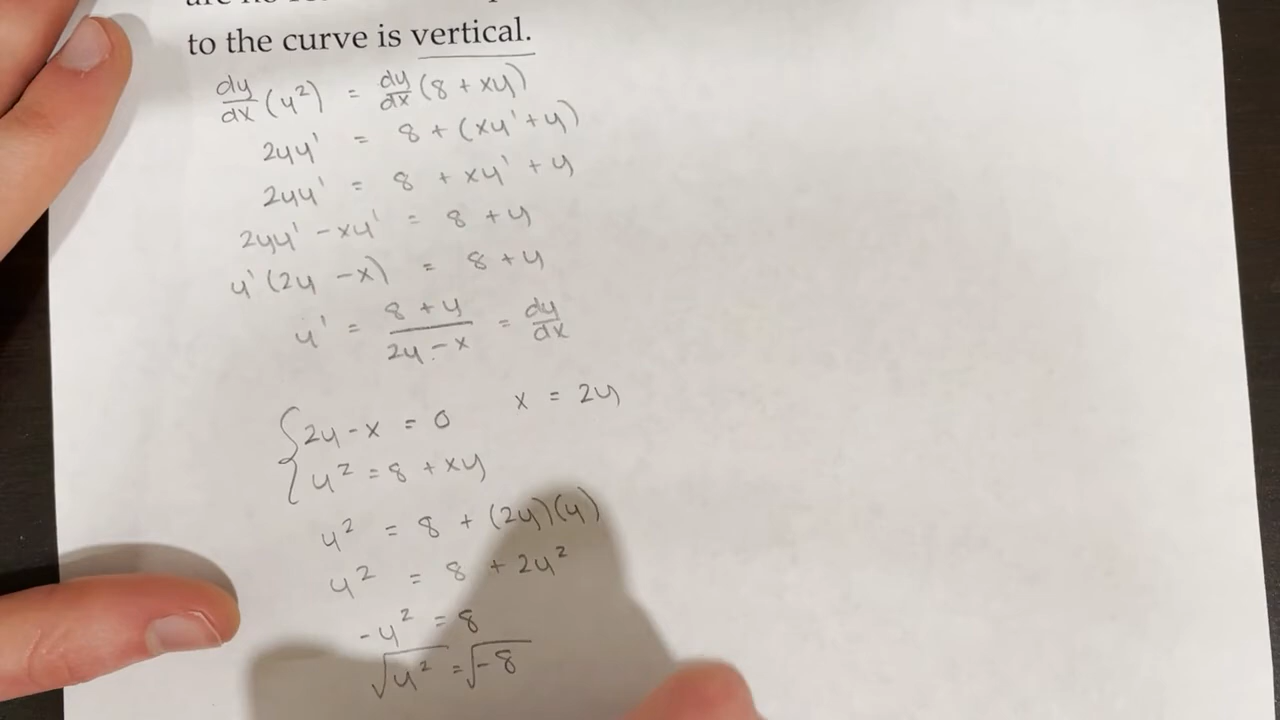 to the curve is vertical.
dy/dx (y²) = dy/dx (8 + xy)
2yy' = 8 + (xy' + y)
2yy' = 8 + xy' + y
2yy' - xy' = 8 + y
y'(2y - x) = 8 + y
y' = (8 + y)/(2y - x) = dy/dx
{2y - x = 0 x = 2y
{y² = 8 + xy
y² = 8 + (2y)(y)
y² = 8 + 2y²
-y² = 8
√y² = √-8